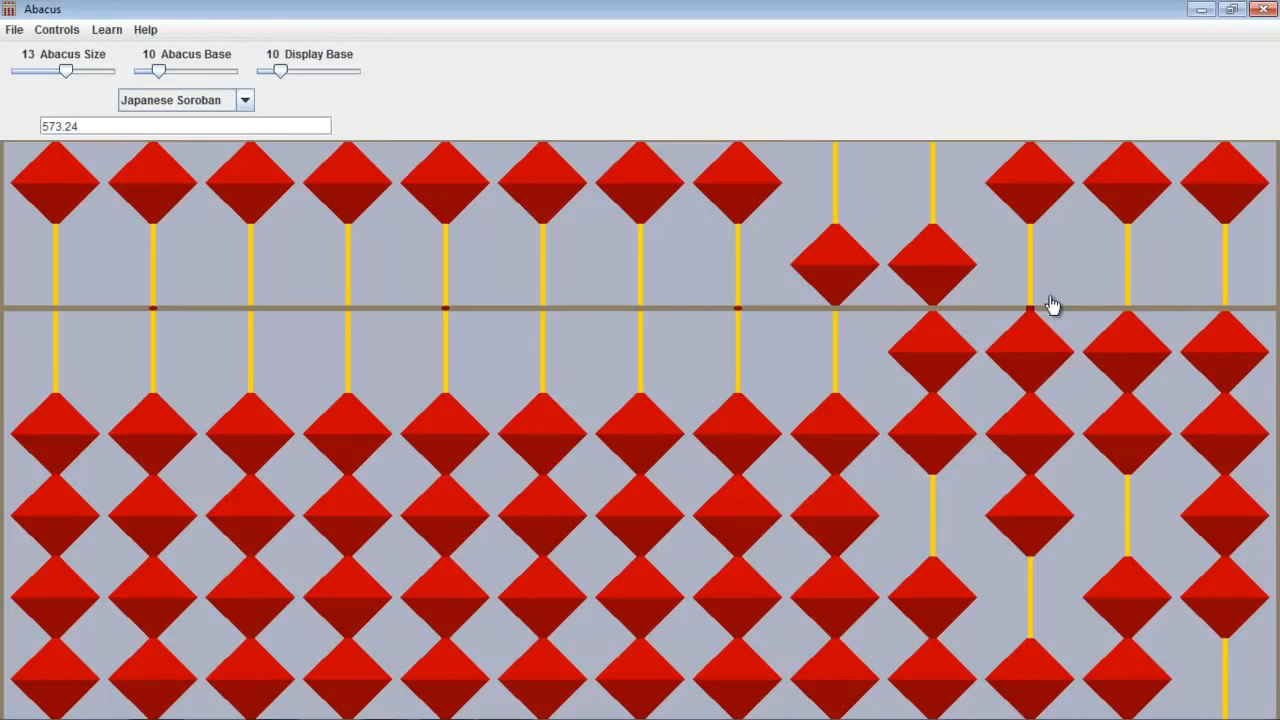 Abacus
File Controls Learn Help
13 Abacus Size 10 Abacus Base 10 Display Base
Japanese Soroban
573.24